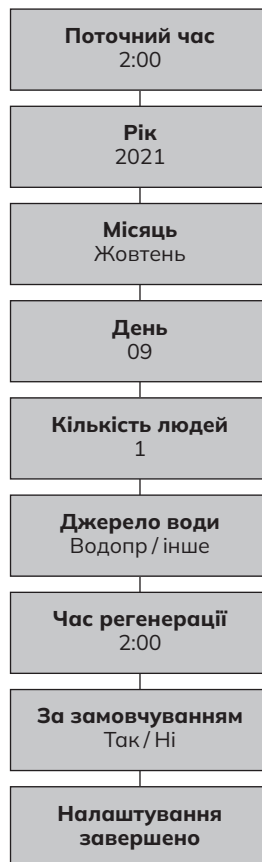 Поточний час
2:00
Рік
2021
Місяць
Жовтень
День
09
Кількість людей
1
Джерело води
Водопр / інше
Час регенерації
2:00
За замовчуванням
Так / Ні
Налаштування
завершено